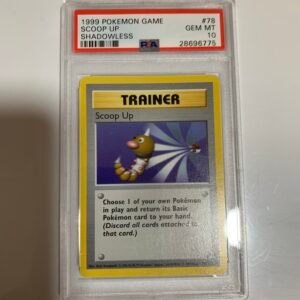 1999 POKEMON GAME #78
SCOOP UP GEM MT
SHADOWLESS 10
PSA 28696775
TRAINER
Scoop Up
Choose 1 of your own Pokémon
in play and return its Basic
Pokémon card to your hand.
(Discard all cards attached to
that card.)